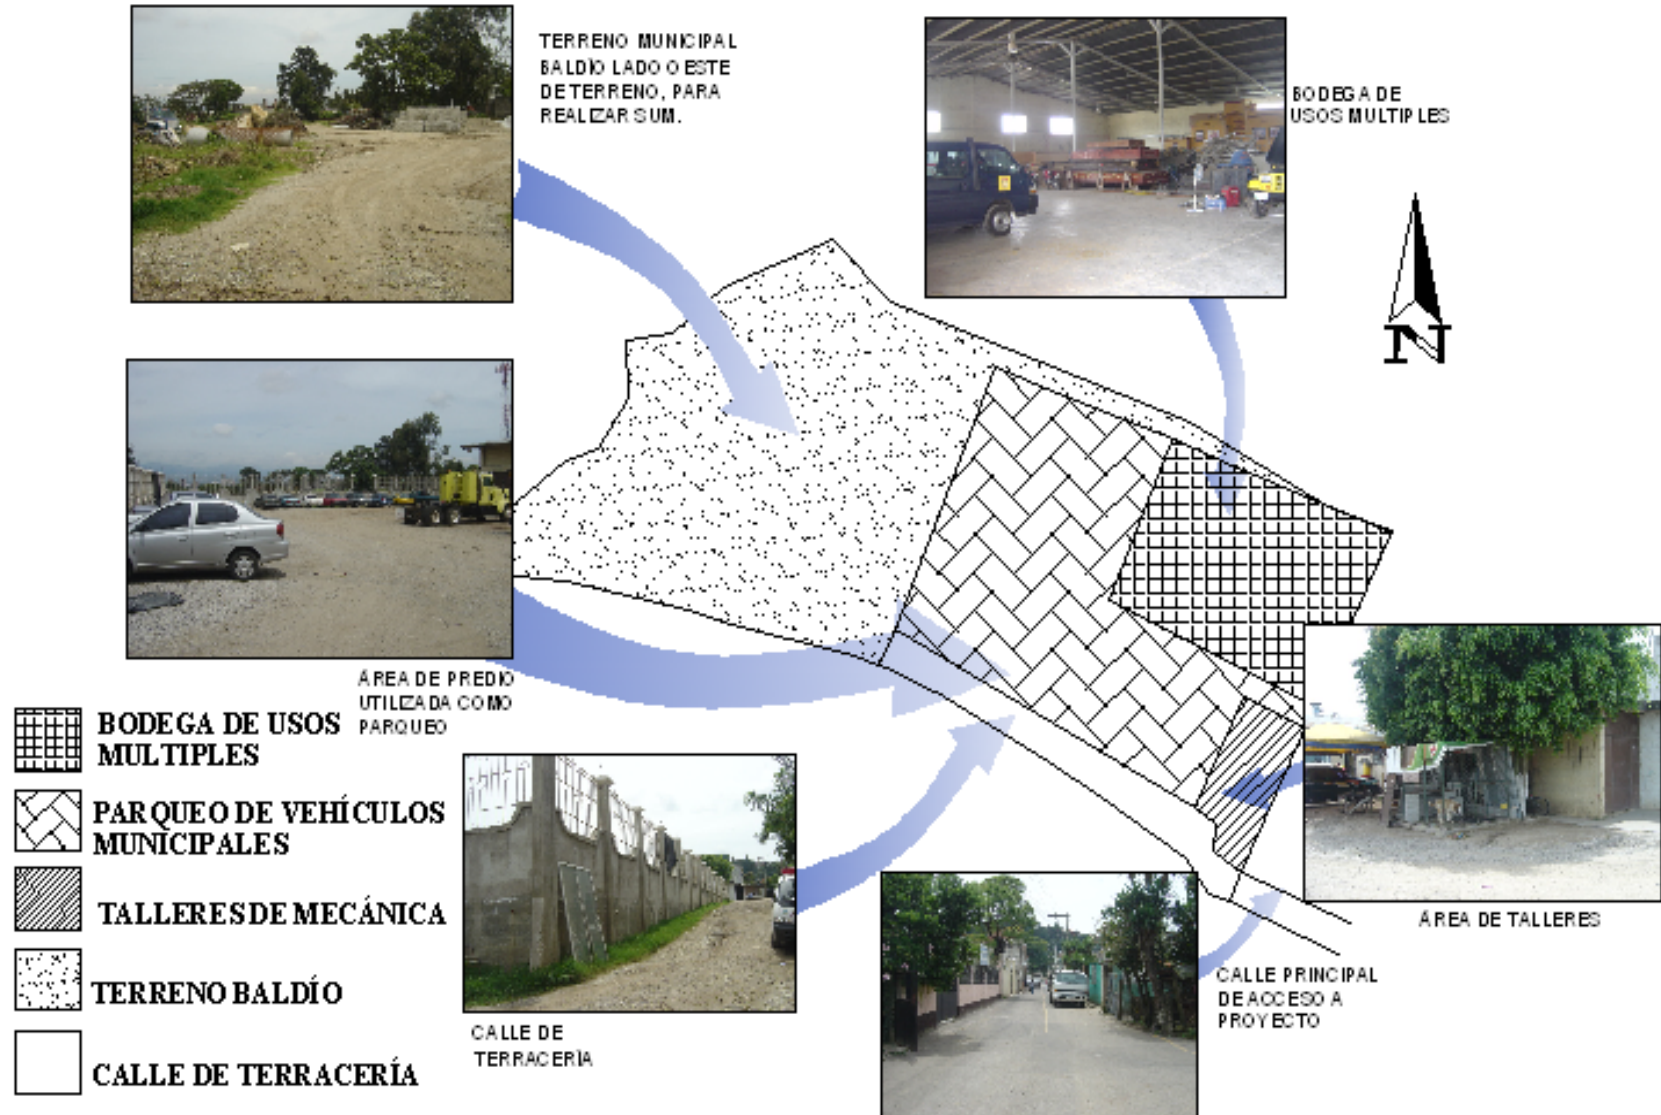 TERRENO MUNICIPAL
BALDÍO LADO OESTE
DE TERRENO, PARA
REALIZAR SUM.
BODEGA DE
USOS MULTIPLES
N
ÁREA DE PREDIO
UTILIZADA COMO
PARQUEO
BODEGA DE USOS
MULTIPLES
PARQUEO DE VEHÍCULOS
MUNICIPALES
TALLERES DE MECÁNICA
TERRENO BALDÍO
CALLE DE TERRACERÍA
CALLE DE
TERRACERÍA
CALLE PRINCIPAL
DE ACCESO A
PROYECTO
ÁREA DE TALLERES